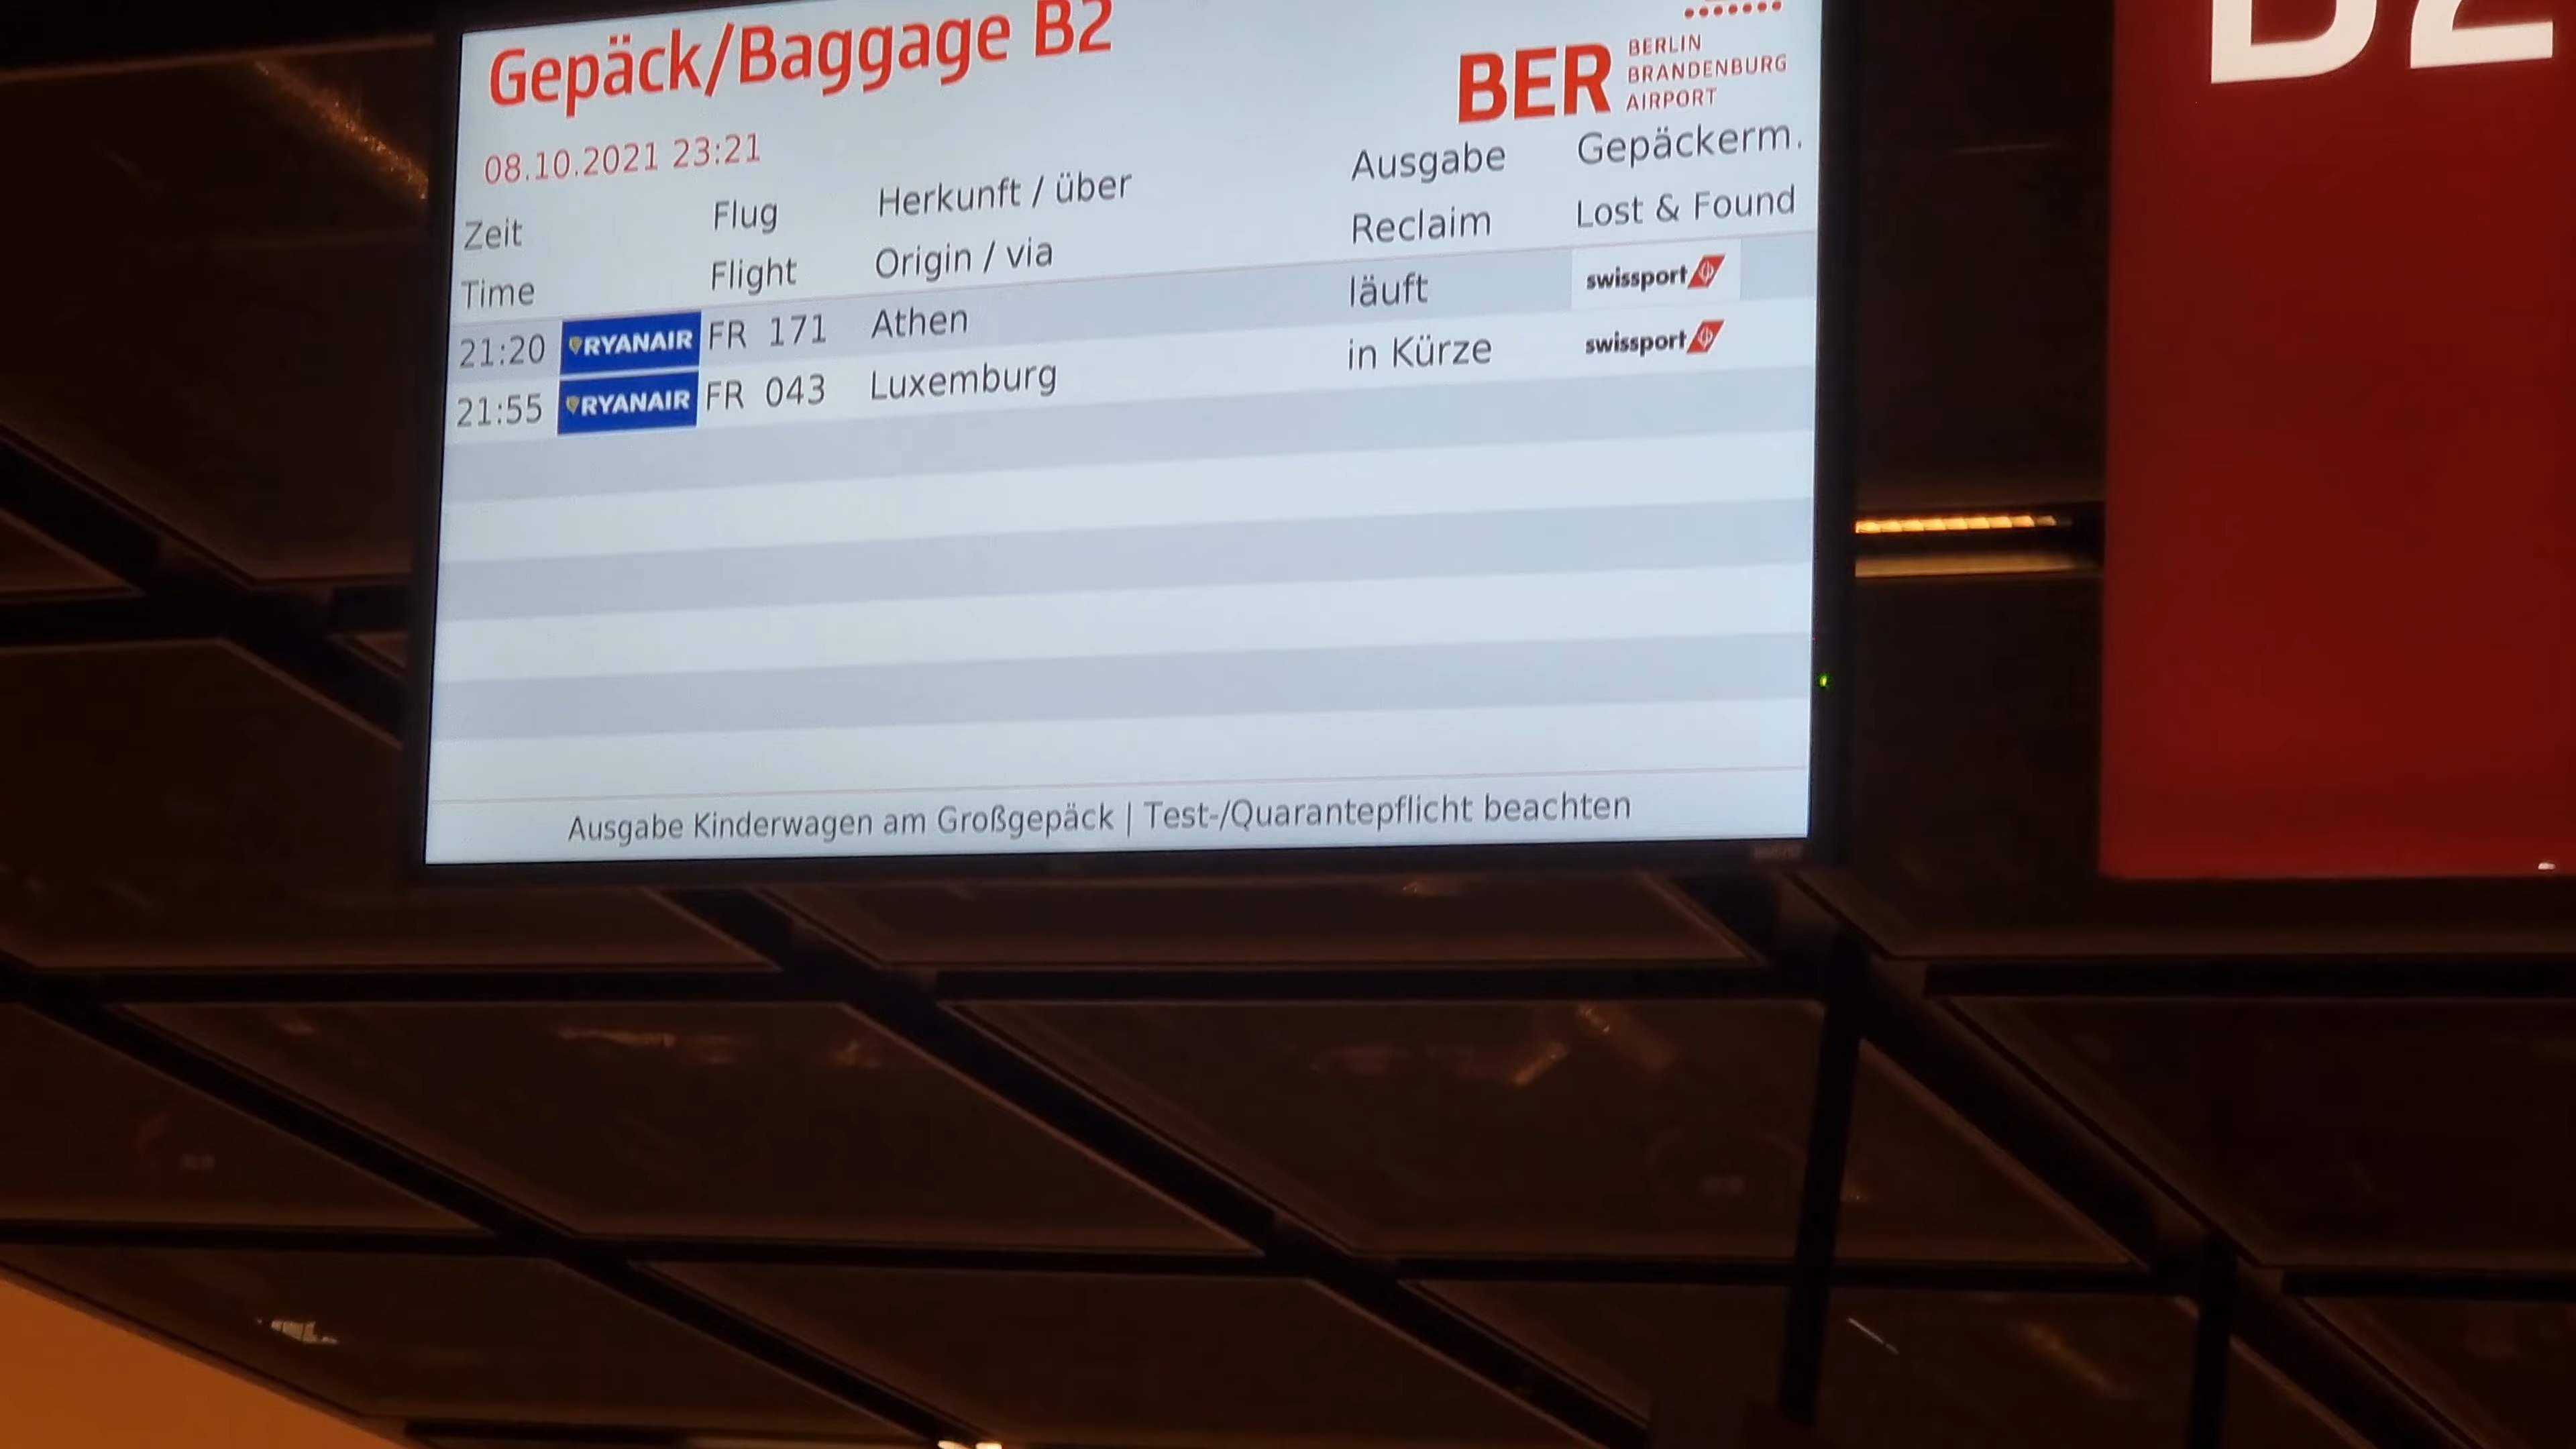 Gepäck/Baggage B2
BER BERLIN BRANDENBURG AIRPORT
08.10.2021 23:21
Zeit Flug Herkunft / über Ausgabe Gepäckerm.
Time Flight Origin / via Reclaim Lost & Found
21:20 RYANAIR FR 171 Athen läuft swissport
21:55 RYANAIR FR 043 Luxemburg in Kürze swissport
Ausgabe Kinderwagen am Großgepäck | Test-/Quarantepflicht beachten
B2